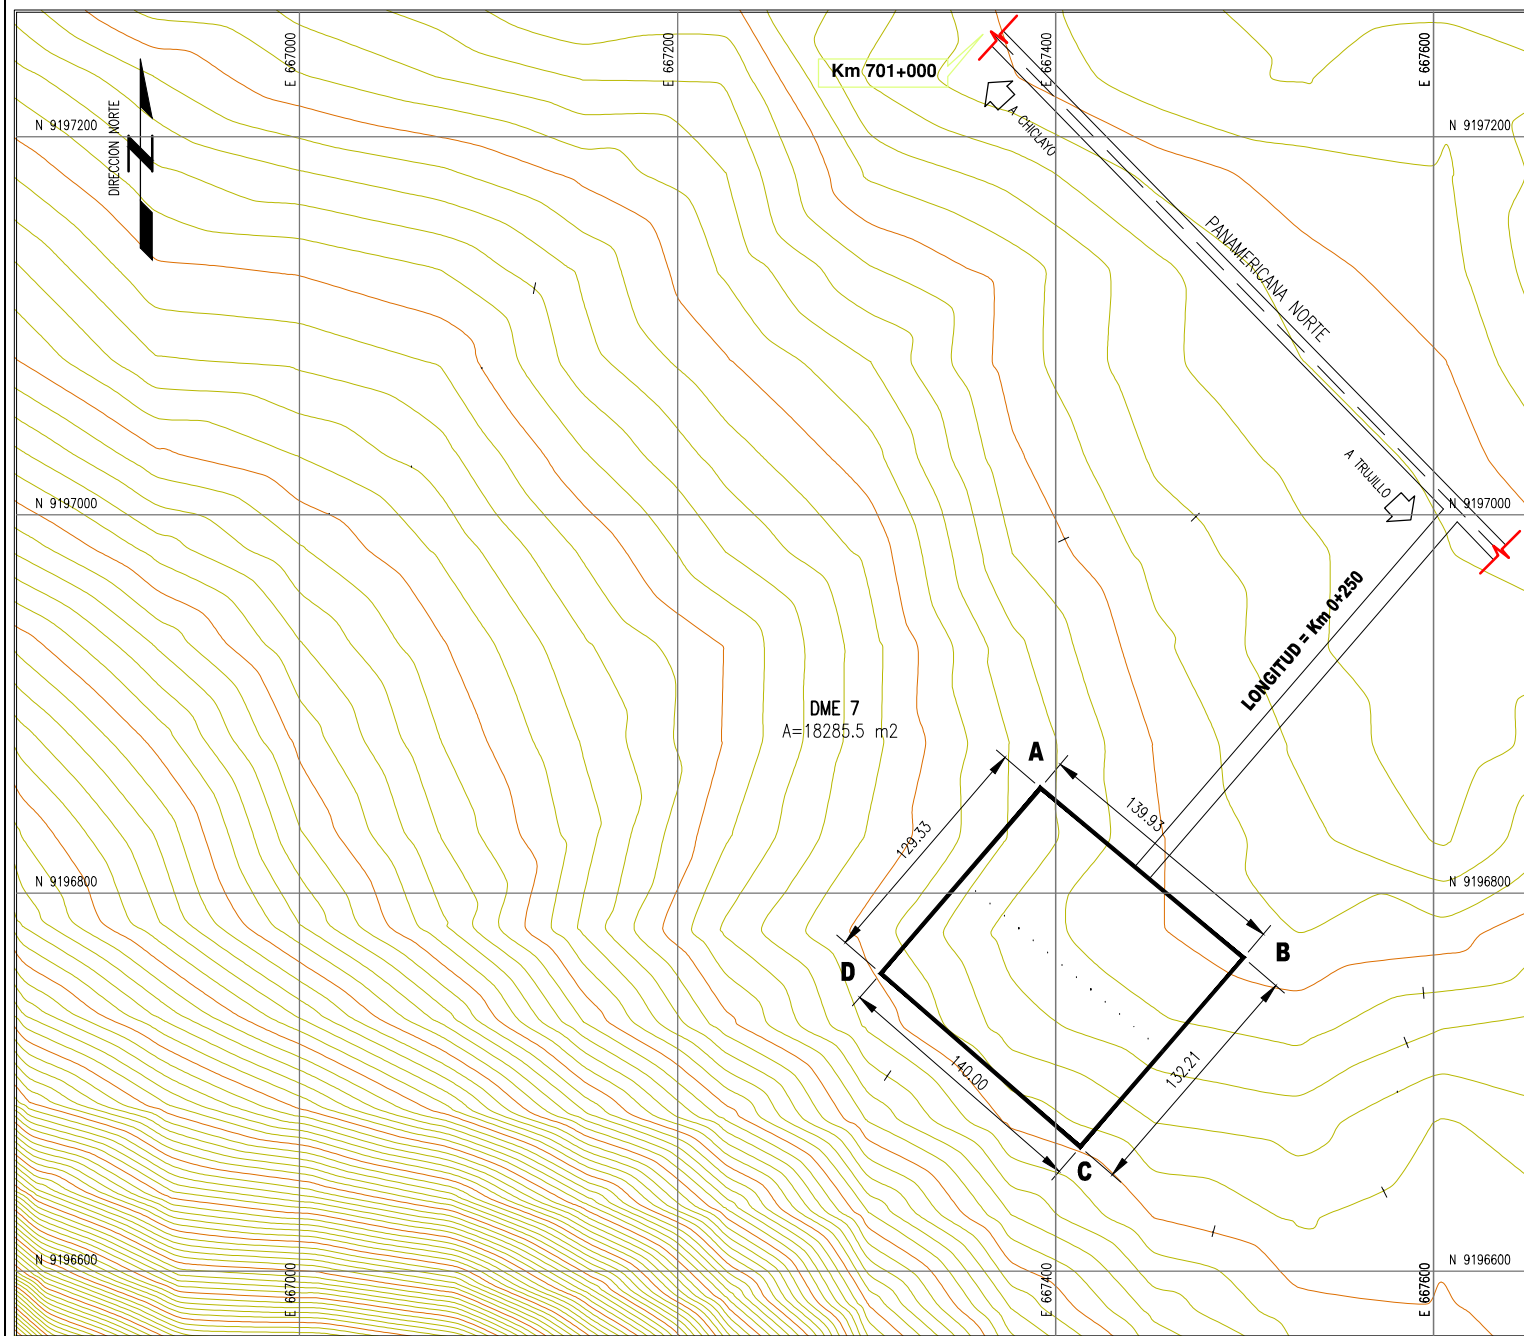 E 667000
E 667200
E 667400
E 667600
Km 701+000
DIRECCION NORTE
N
N 9197200
N 9197200
A CHICLAYO
PANAMERICANA NORTE
A TRUJILLO
N 9197000
N 9197000
LONGITUD = Km 0+250
DME 7
A=18285.5 m2
A
139.93
129.33
N 9196800
N 9196800
B
D
140.00
132.21
C
N 9196600
N 9196600
E 667000
E 667400
E 667600